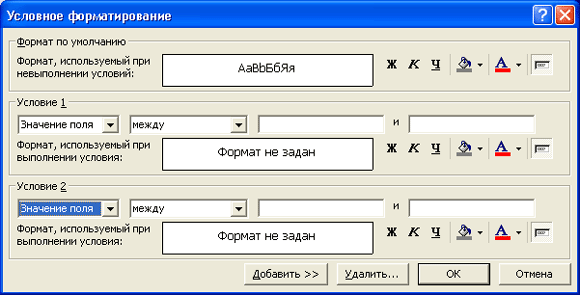 Условное форматирование
Формат по умолчанию
Формат, используемый при
невыполнении условий:
АаBbБбЯя
Ж К Ч А
Условие 1
Значение поля между и
Формат, используемый при
выполнении условия:
Формат не задан
Ж К Ч А
Условие 2
Значение поля между и
Формат, используемый при
выполнении условия:
Формат не задан
Ж К Ч А
Добавить >> Удалить... OK Отмена